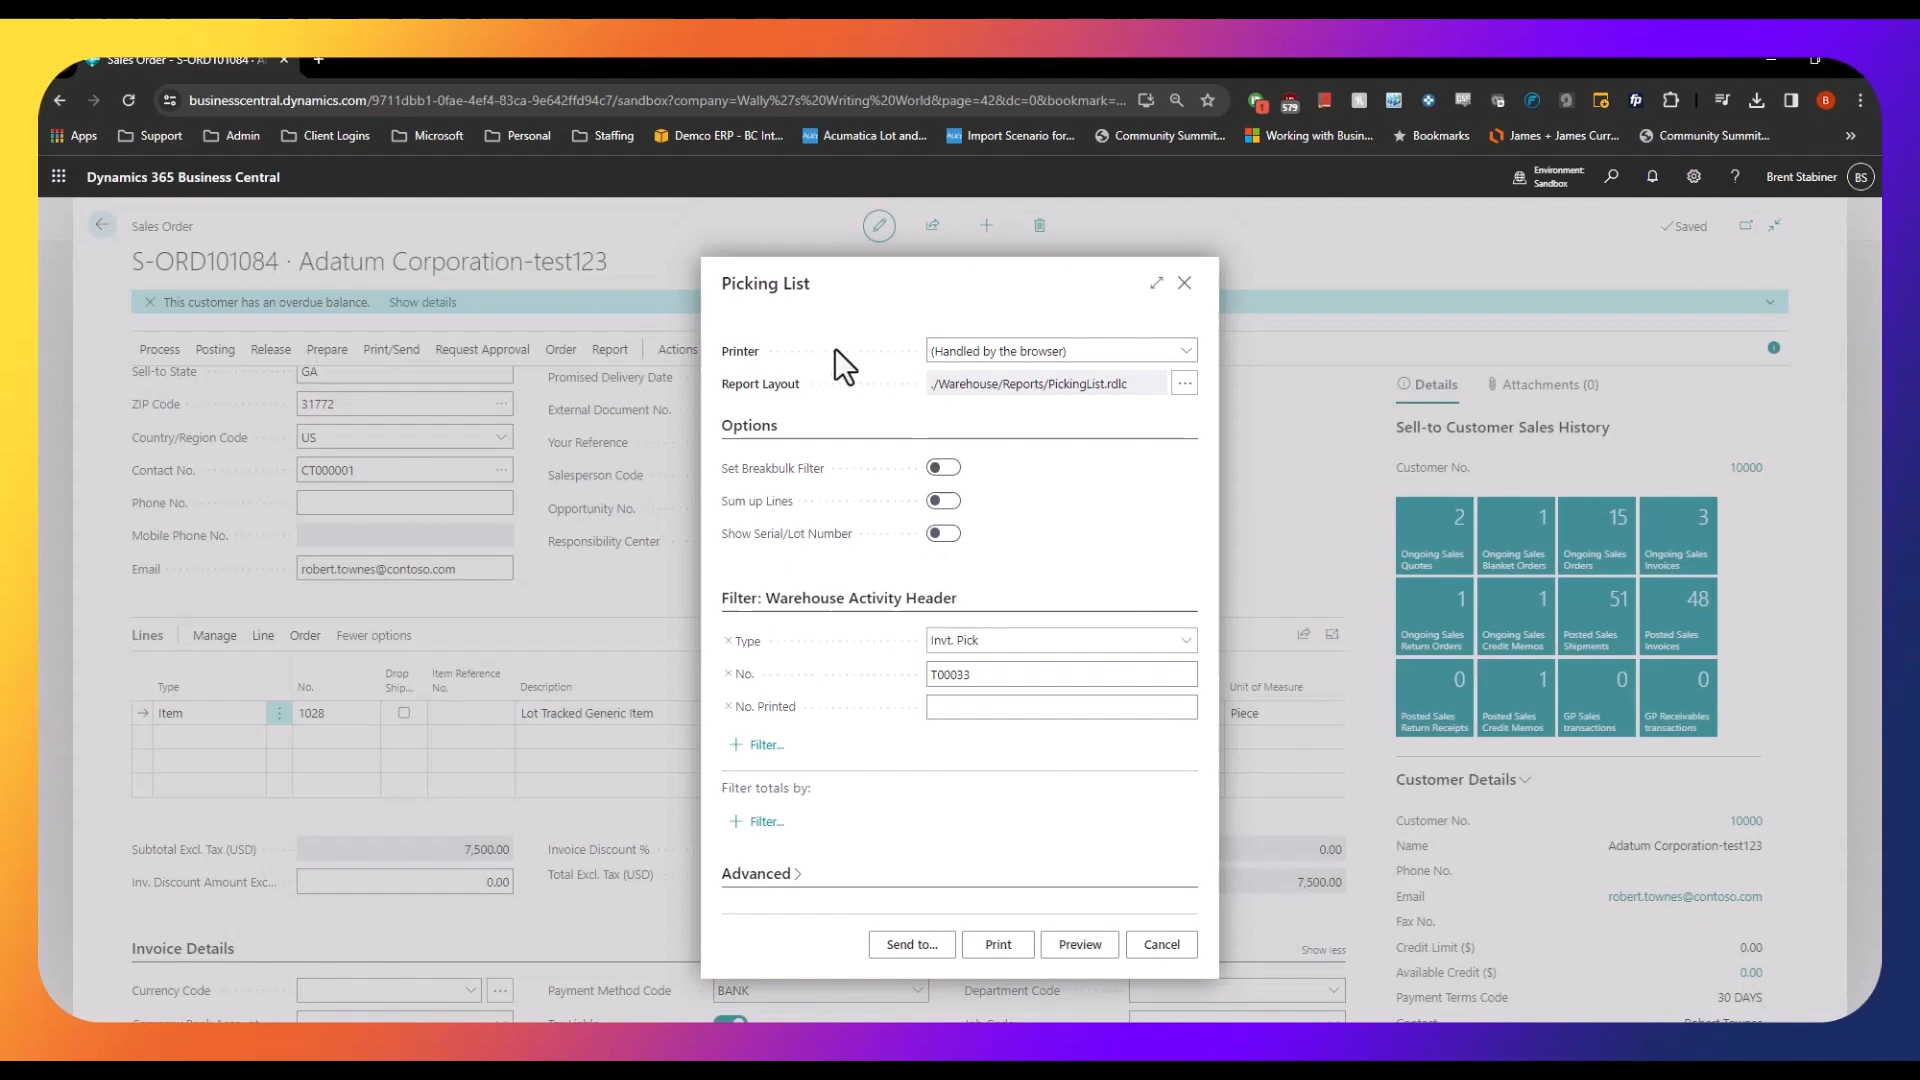 Sales Order - S-ORD101084 · A
businesscentral.dynamics.com/9711dbb1-0fae-4ef4-83ca-9e642ffd94c7/sandbox?company=Wally%27s%20Writing%20World&page=42&dc=0&bookmark=...
Apps Support Admin Client Logins Microsoft Personal Staffing Demco ERP - BC Int... Acumatica Lot and... Import Scenario for... Community Summit... Working with Busin... Bookmarks James + James Curr... Community Summit...
Dynamics 365 Business Central
Environment:
Sandbox
Brent Stabiner BS
Sales Order
Saved
S-ORD101084 · Adatum Corporation-test123
This customer has an overdue balance. Show details
Process Posting Release Prepare Print/Send Request Approval Order Report Actions
Sell-to State GA
ZIP Code 31772
Country/Region Code US
Contact No. CT000001
Phone No.
Mobile Phone No.
Email robert.townes@contoso.com
Promised Delivery Date
External Document No.
Your Reference
Salesperson Code
Opportunity No.
Responsibility Center
Lines Manage Line Order Fewer options
Type No. Drop Ship... Item Reference No. Description Unit of Measure
Item 1028 Lot Tracked Generic Item Piece
Subtotal Excl. Tax (USD) 7,500.00 Invoice Discount % 0.00
Inv. Discount Amount Exc... 0.00 Total Excl. Tax (USD) 7,500.00
Invoice Details
Show less
Currency Code Payment Method Code BANK Department Code
Picking List
Printer (Handled by the browser)
Report Layout ./Warehouse/Reports/PickingList.rdlc
Options
Set Breakbulk Filter
Sum up Lines
Show Serial/Lot Number
Filter: Warehouse Activity Header
Type Invt. Pick
No. T00033
No. Printed
Filter...
Filter totals by:
Filter...
Advanced
Send to... Print Preview Cancel
Details Attachments (0)
Sell-to Customer Sales History
Customer No. 10000
2 Ongoing Sales Quotes
1 Ongoing Sales Blanket Orders
15 Ongoing Sales Orders
3 Ongoing Sales Invoices
1 Ongoing Sales Return Orders
1 Ongoing Sales Credit Memos
51 Posted Sales Shipments
48 Posted Sales Invoices
0 Posted Sales Return Receipts
1 Posted Sales Credit Memos
0 GP Sales transactions
0 GP Receivables transactions
Customer Details
Customer No. 10000
Name Adatum Corporation-test123
Phone No.
Email robert.townes@contoso.com
Fax No.
Credit Limit ($) 0.00
Available Credit ($) 0.00
Payment Terms Code 30 DAYS
Contact Robert Townes